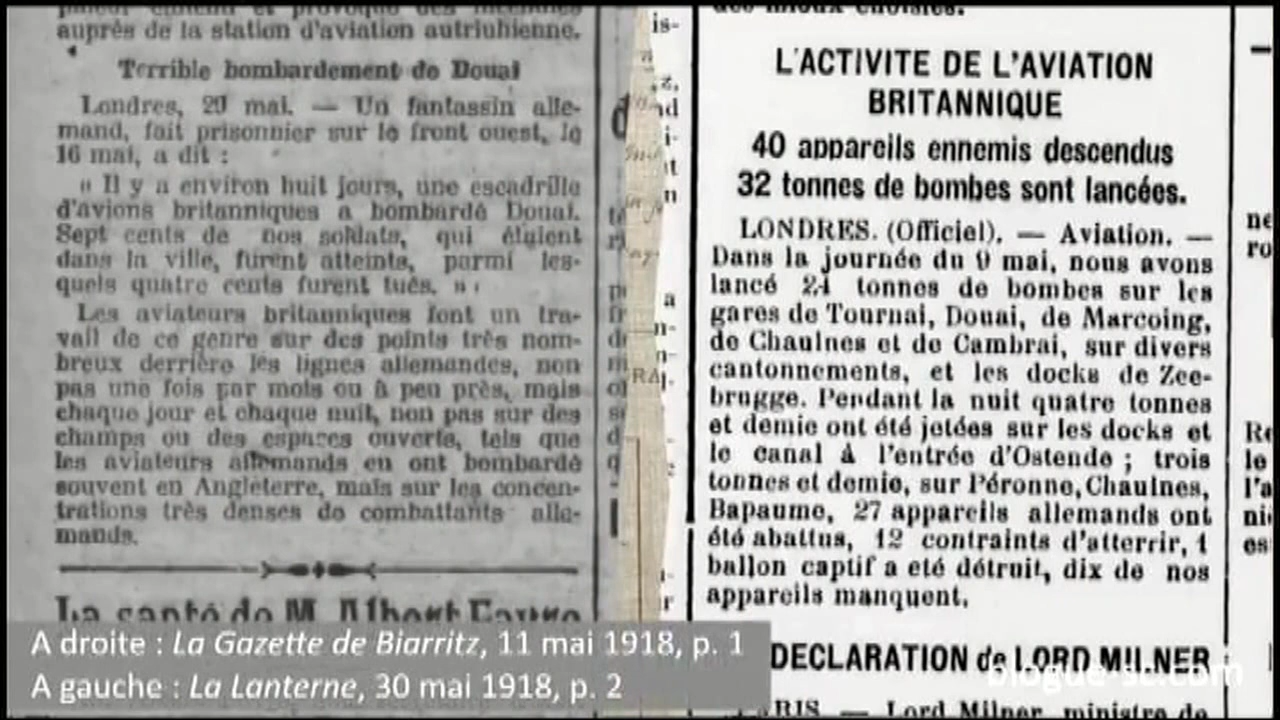 auprès de la station d'aviation autrichienne.
Terrible bombardement de Douai
Londres, 29 mai. — Un fantassin alle-
mand, fait prisonnier sur le front ouest, le
16 mai, a dit :
« Il y a environ huit jours, une escadrille
d'avions britanniques a bombardé Douai.
Sept cents de nos soldats, qui étaient
dans la ville, furent atteints, parmi les-
quels quatre cents furent tués. »
Les aviateurs britanniques font un tra-
vail de ce genre sur des points très nom-
breux derrière les lignes allemandes, non
pas une fois par mois ou à peu près, mais
chaque jour et chaque nuit, non pas sur des
champs ou des espaces ouverts, tels que
les aviateurs allemands en ont bombardé
souvent en Angleterre, mais sur les concen-
trations très denses de combattants alle-
mands.
La santé de M. Albert Favre
L'ACTIVITE DE L'AVIATION
BRITANNIQUE
40 appareils ennemis descendus
32 tonnes de bombes sont lancées.
LONDRES. (Officiel). — Aviation. —
Dans la journée du 9 mai, nous avons
lancé 24 tonnes de bombes sur les
gares de Tournai, Douai, de Marcoing,
de Chaulnes et de Cambrai, sur divers
cantonnements, et les docks de Zee-
brugge. Pendant la nuit quatre tonnes
et demie ont été jetées sur les docks et
le canal à l'entrée d'Ostende ; trois
tonnes et demie, sur Péronne, Chaulnes,
Bapaume, 27 appareils allemands ont
été abattus, 12 contraints d'atterrir, 1
ballon captif a eté détruit, dix de nos
appareils manquent.
DECLARATION de LORD MILNER
Lord Milner, ministre de
A droite : La Gazette de Biarritz, 11 mai 1918, p. 1
A gauche : La Lanterne, 30 mai 1918, p. 2
blogue-sc.com